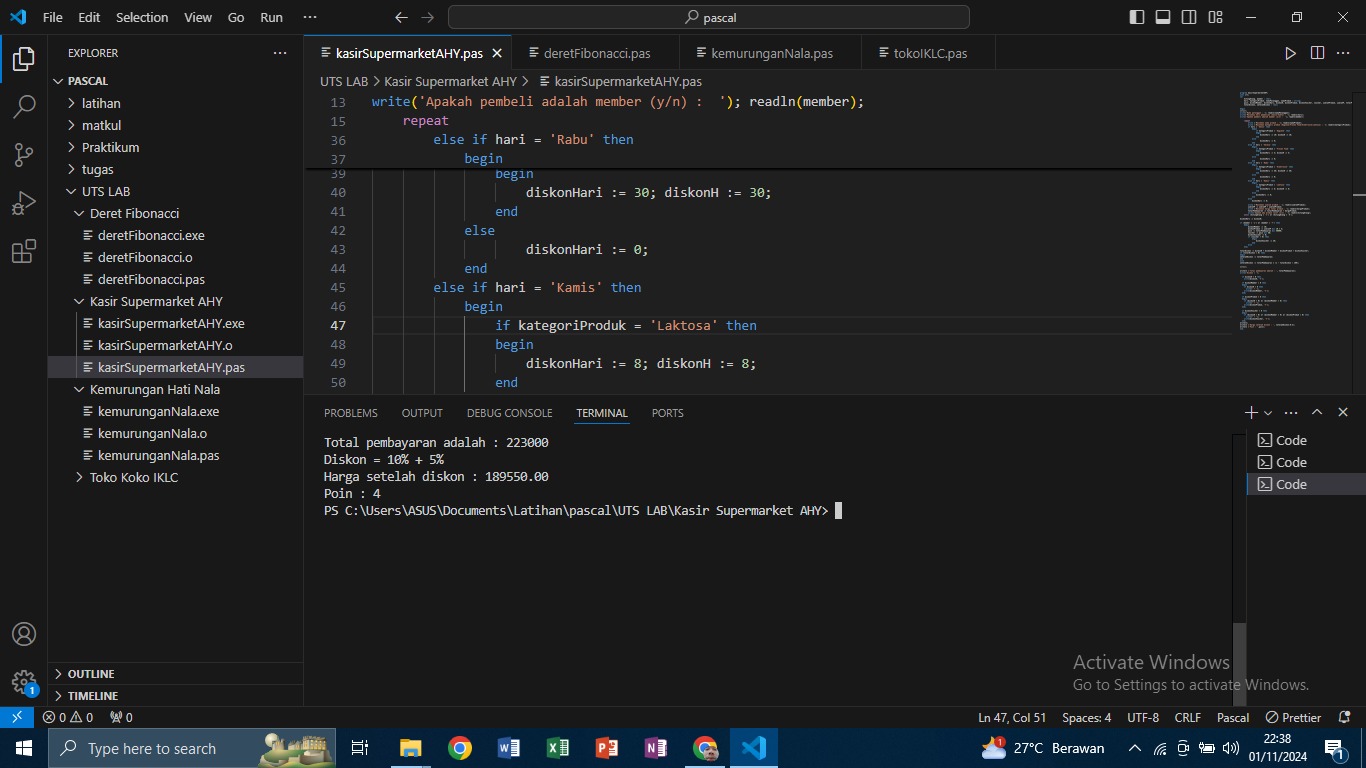 File Edit Selection View Go Run ···
pascal
EXPLORER
PASCAL
latihan
matkul
Praktikum
tugas
UTS LAB
Deret Fibonacci
deretFibonacci.exe
deretFibonacci.o
deretFibonacci.pas
Kasir Supermarket AHY
kasirSupermarketAHY.exe
kasirSupermarketAHY.o
kasirSupermarketAHY.pas
Kemurungan Hati Nala
kemurunganNala.exe
kemurunganNala.o
kemurunganNala.pas
Toko Koko IKLC
OUTLINE
TIMELINE
kasirSupermarketAHY.pas deretFibonacci.pas kemurunganNala.pas tokoIKLC.pas
UTS LAB > Kasir Supermarket AHY > kasirSupermarketAHY.pas
13 write('Apakah pembeli adalah member (y/n) :  '); readln(member);
15 repeat
36 else if hari = 'Rabu' then
37 begin
39 begin
40 diskonHari := 30; diskonH := 30;
41 end
42 else
43 diskonHari := 0;
44 end
45 else if hari = 'Kamis' then
46 begin
47 if kategoriProduk = 'Laktosa' then
48 begin
49 diskonHari := 8; diskonH := 8;
50 end
PROBLEMS OUTPUT DEBUG CONSOLE TERMINAL PORTS
Total pembayaran adalah : 223000
Diskon = 10% + 5%
Harga setelah diskon : 189550.00
Poin : 4
PS C:\Users\ASUS\Documents\Latihan\pascal\UTS LAB\Kasir Supermarket AHY>
Code
Code
Code
Activate Windows
Go to Settings to activate Windows.
1
0 0 0 Ln 47, Col 51 Spaces: 4 UTF-8 CRLF Pascal Prettier
Type here to search
1
27°C Berawan
22:38
01/11/2024
1